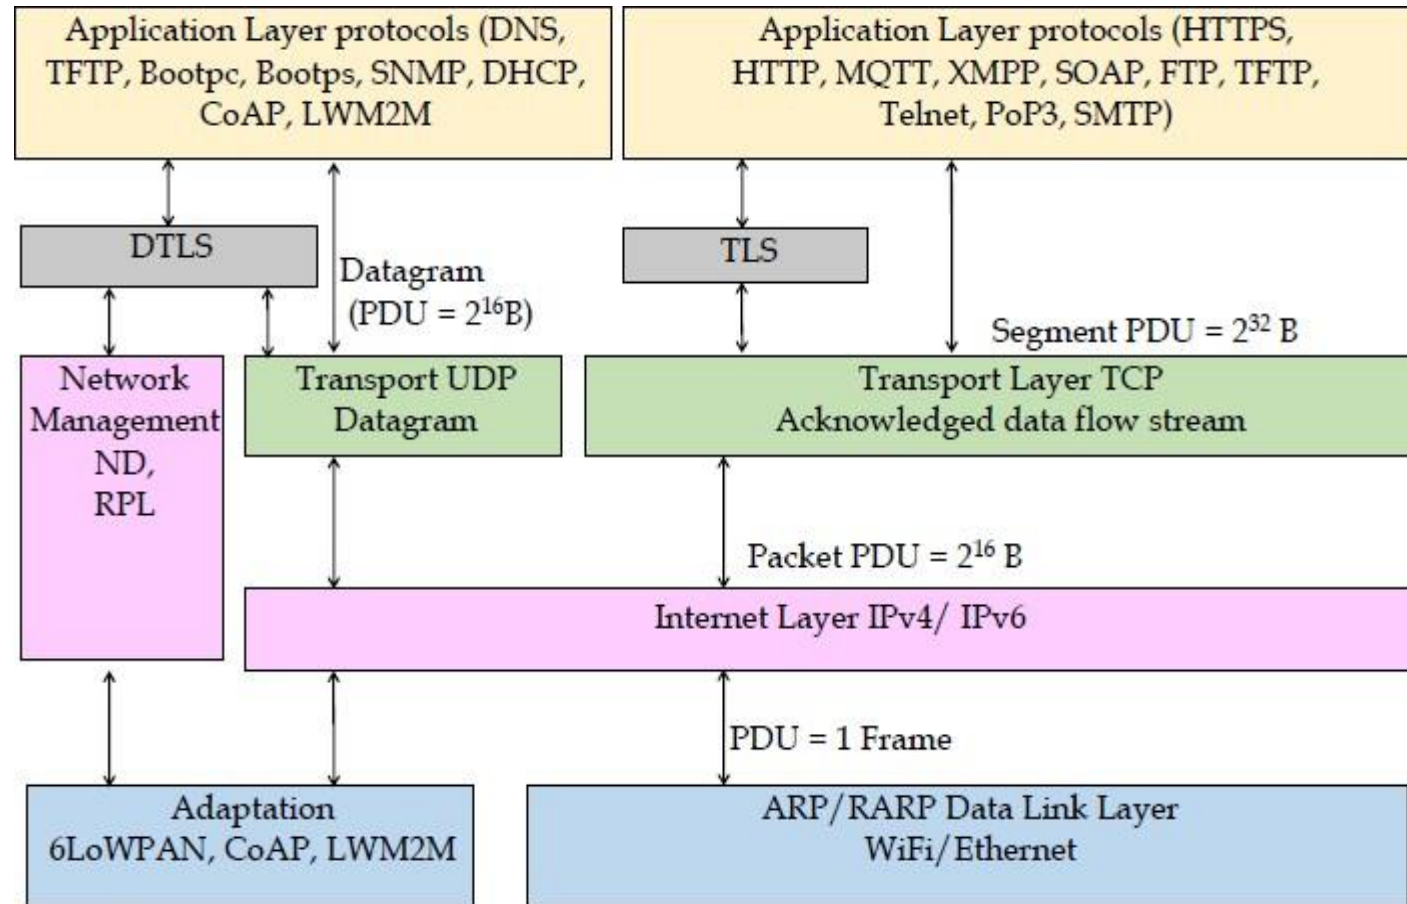 Application Layer protocols (DNS,
TFTP, Bootpc, Bootps, SNMP, DHCP,
CoAP, LWM2M
Application Layer protocols (HTTPS,
HTTP, MQTT, XMPP, SOAP, FTP, TFTP,
Telnet, PoP3, SMTP)
DTLS
TLS
Datagram
(PDU = 2¹⁶B)
Segment PDU = 2³² B
Network
Management
ND,
RPL
Transport UDP
Datagram
Transport Layer TCP
Acknowledged data flow stream
Packet PDU = 2¹⁶ B
Internet Layer IPv4/ IPv6
PDU = 1 Frame
Adaptation
6LoWPAN, CoAP, LWM2M
ARP/RARP Data Link Layer
WiFi/Ethernet